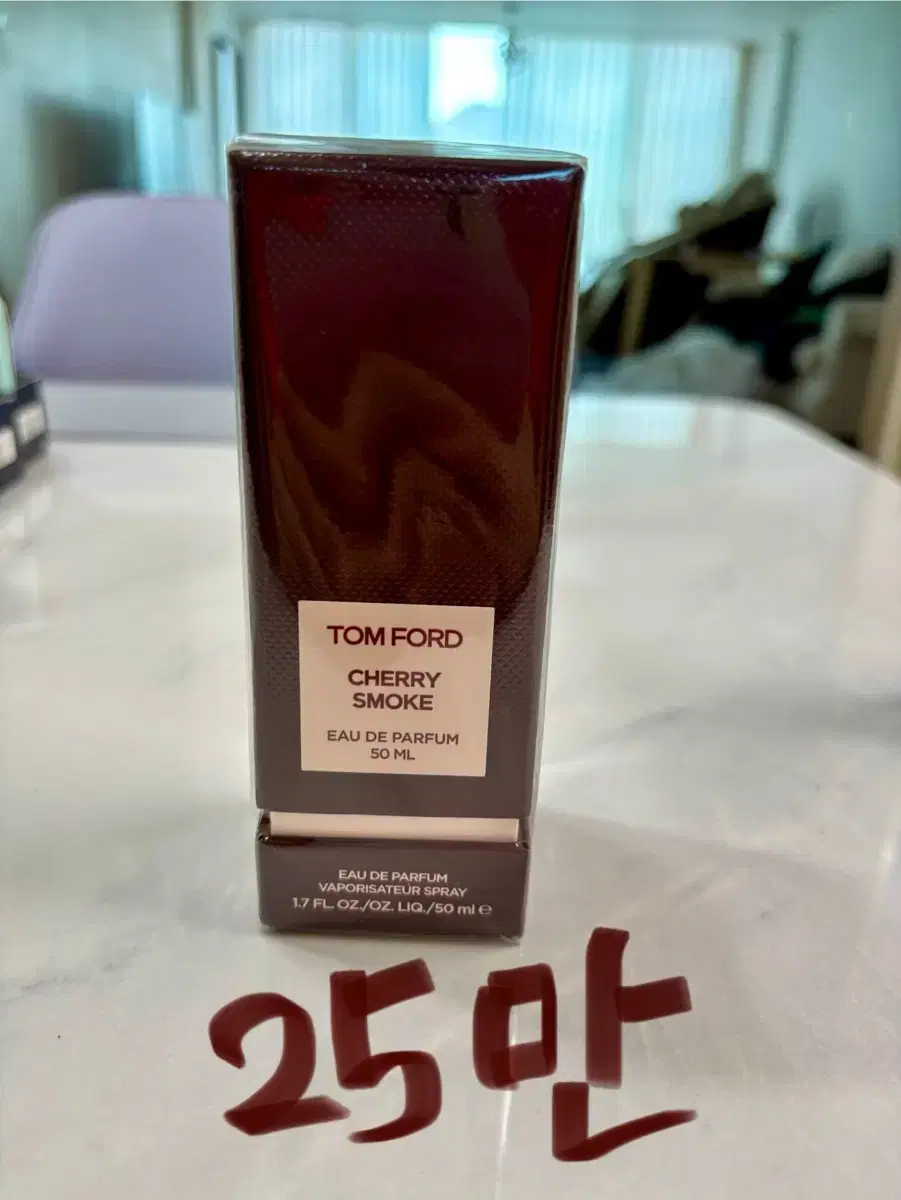 TOM FORD
CHERRY
SMOKE
EAU DE PARFUM
50 ML
EAU DE PARFUM
VAPORISATEUR SPRAY
1.7 FL. OZ./OZ. LIQ./50 ml ℮
25만